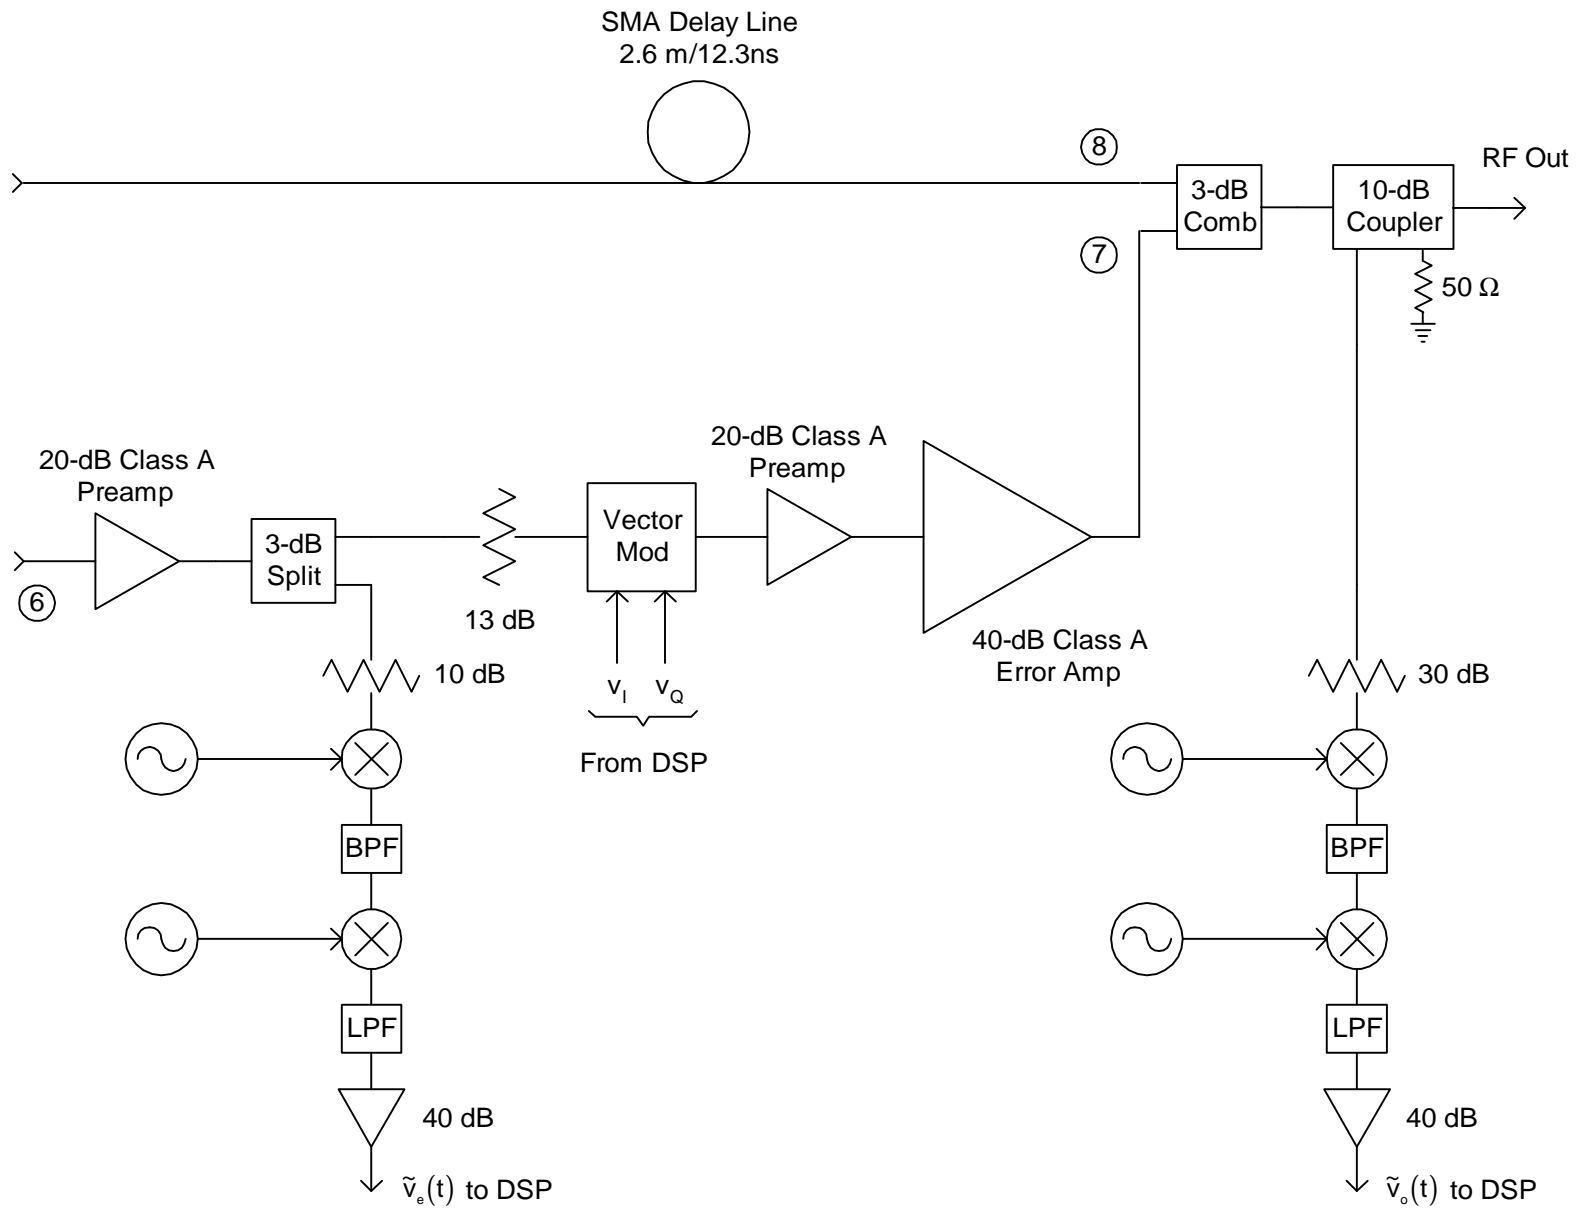 SMA Delay Line
2.6 m/12.3ns
8
RF Out
3-dB
Comb
10-dB
Coupler
7
50 Ω
20-dB Class A
Preamp
20-dB Class A
Preamp
3-dB
Split
Vector
Mod
6
13 dB
40-dB Class A
Error Amp
10 dB
v_I v_Q
30 dB
From DSP
BPF
BPF
LPF
LPF
40 dB
40 dB
ṽ_e(t) to DSP
ṽ_o(t) to DSP